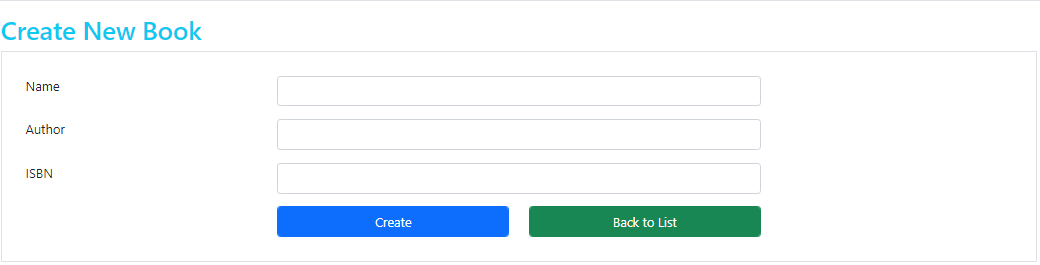 Create New Book
Name
Author
ISBN
Create Back to List